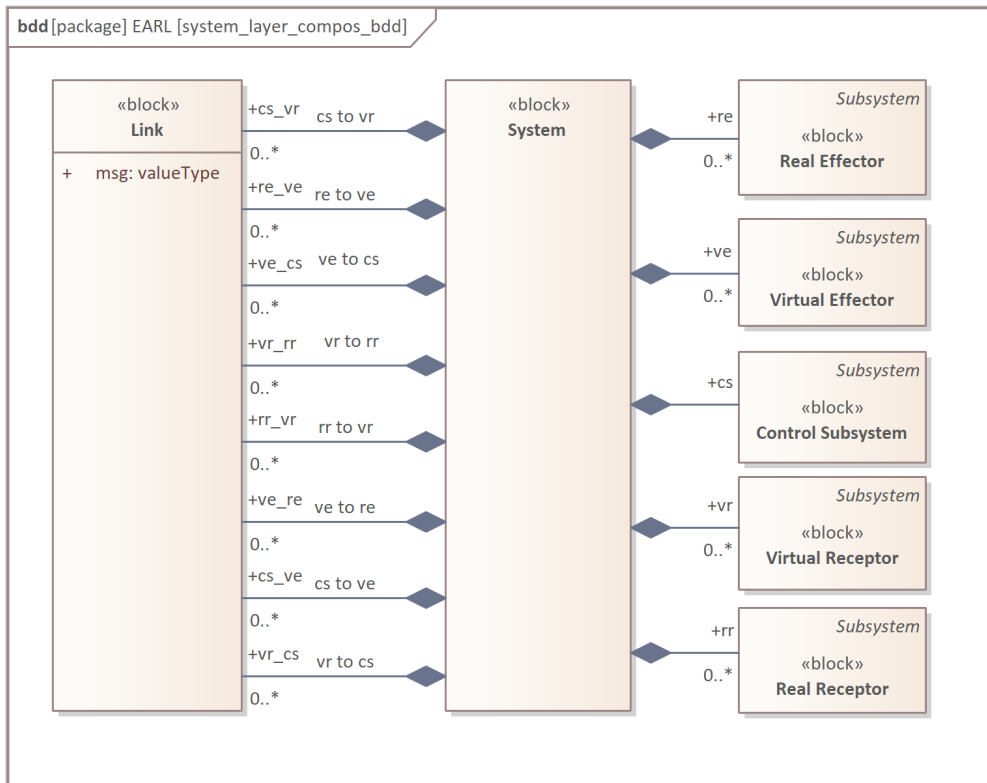 bdd [package] EARL [system_layer_compos_bdd]
«block»
Link
+ msg: valueType
+cs_vr
cs to vr
0..*
+re_ve
re to ve
0..*
+ve_cs
ve to cs
0..*
+vr_rr
vr to rr
0..*
+rr_vr
rr to vr
0..*
+ve_re
ve to re
0..*
+cs_ve
cs to ve
0..*
+vr_cs
vr to cs
0..*
«block»
System
+re
0..*
Subsystem
«block»
Real Effector
+ve
0..*
Subsystem
«block»
Virtual Effector
+cs
Subsystem
«block»
Control Subsystem
+vr
0..*
Subsystem
«block»
Virtual Receptor
+rr
0..*
Subsystem
«block»
Real Receptor